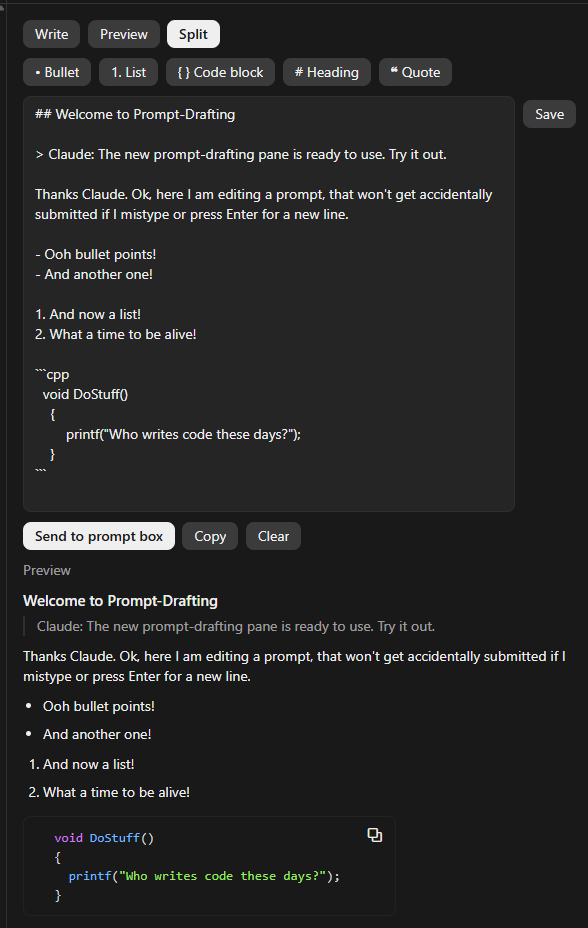 Write Preview Split
• Bullet 1. List { } Code block # Heading ❝ Quote
## Welcome to Prompt-Drafting
Save
> Claude: The new prompt-drafting pane is ready to use. Try it out.
Thanks Claude. Ok, here I am editing a prompt, that won't get accidentally
submitted if I mistype or press Enter for a new line.
- Ooh bullet points!
- And another one!
1. And now a list!
2. What a time to be alive!
```cpp
void DoStuff()
{
printf("Who writes code these days?");
}
```
Send to prompt box Copy Clear
Preview
Welcome to Prompt-Drafting
Claude: The new prompt-drafting pane is ready to use. Try it out.
Thanks Claude. Ok, here I am editing a prompt, that won't get accidentally submitted if I
mistype or press Enter for a new line.
• Ooh bullet points!
• And another one!
1. And now a list!
2. What a time to be alive!
void DoStuff()
{
printf("Who writes code these days?");
}